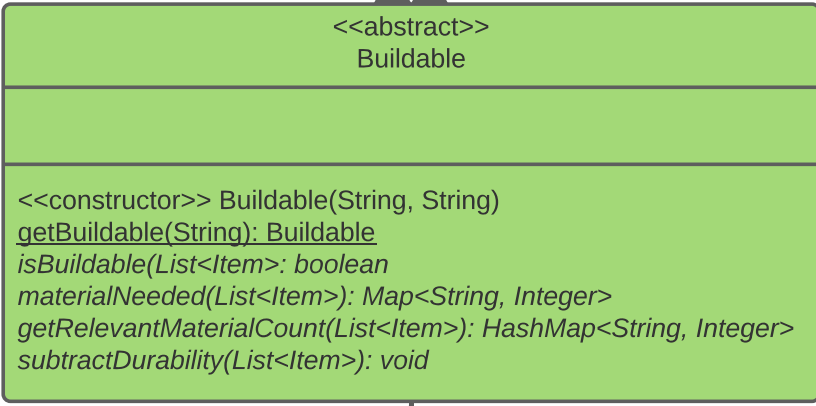 <<abstract>>
Buildable
<<constructor>> Buildable(String, String)
getBuildable(String): Buildable
isBuildable(List<Item>: boolean
materialNeeded(List<Item>): Map<String, Integer>
getRelevantMaterialCount(List<Item>): HashMap<String, Integer>
subtractDurability(List<Item>): void